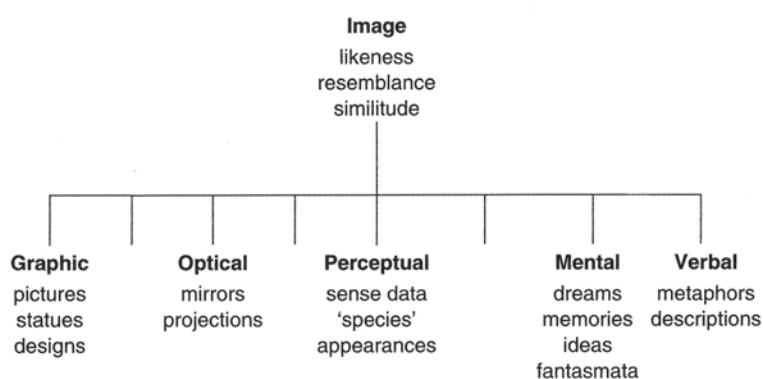 Image
likeness
resemblance
similitude
Graphic
pictures
statues
designs
Optical
mirrors
projections
Perceptual
sense data
‘species’
appearances
Mental
dreams
memories
ideas
fantasmata
Verbal
metaphors
descriptions